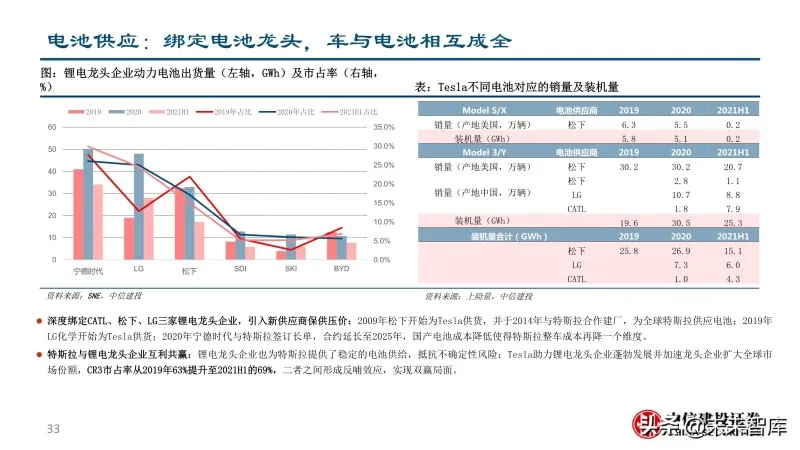 电池供应：绑定电池龙头，车与电池相互成全
图：锂电龙头企业动力电池出货量（左轴，GWh）及市占率（右轴，
%）
2019 2020 2021H1 2019年占比 2020年占比 2021H1占比
60 35.0%
50 30.0%
40 25.0%
30 20.0%
20 15.0%
10 10.0%
0 5.0%
0.0%
宁德时代 LG 松下 SDI SKI BYD
资料来源：SNE，中信建投
表：Tesla不同电池对应的销量及装机量
Model S/X 电池供应商 2019 2020 2021H1
销量（产地美国，万辆） 松下 6.3 5.5 0.2
装机量（GWh） 5.8 5.1 0.2
Model 3/Y 电池供应商 2019 2020 2021H1
销量（产地美国，万辆） 松下 30.2 30.2 20.7
松下 2.8 1.1
销量（产地中国，万辆） LG 10.7 8.8
CATL 1.8 7.9
装机量（GWh） 19.6 30.5 25.3
装机量合计（GWh） 2019 2020 2021H1
松下 25.8 26.9 15.1
LG 7.3 6.0
CATL 1.0 4.3
资料来源：上险量，中信建投
● 深度绑定CATL、松下、LG三家锂电龙头企业，引入新供应商保供压价：2009年松下开始为Tesla供货，并于2014年与特斯拉合作建厂，为全球特斯拉供应电池；2019年
LG化学开始为Tesla供货；2020年宁德时代与特斯拉签订长单，合约延长至2025年，国产电池成本降低使得特斯拉整车成本再降一个维度。
● 特斯拉与锂电龙头企业互利共赢：锂电龙头企业也为特斯拉提供了稳定的电池供给，抵抗不确定性风险；Tesla助力锂电龙头企业蓬勃发展并加速龙头企业扩大全球市
场份额，CR3市占率从2019年63%提升至2021H1的69%，二者之间形成反哺效应，实现双赢局面。
33
头条@未来智库